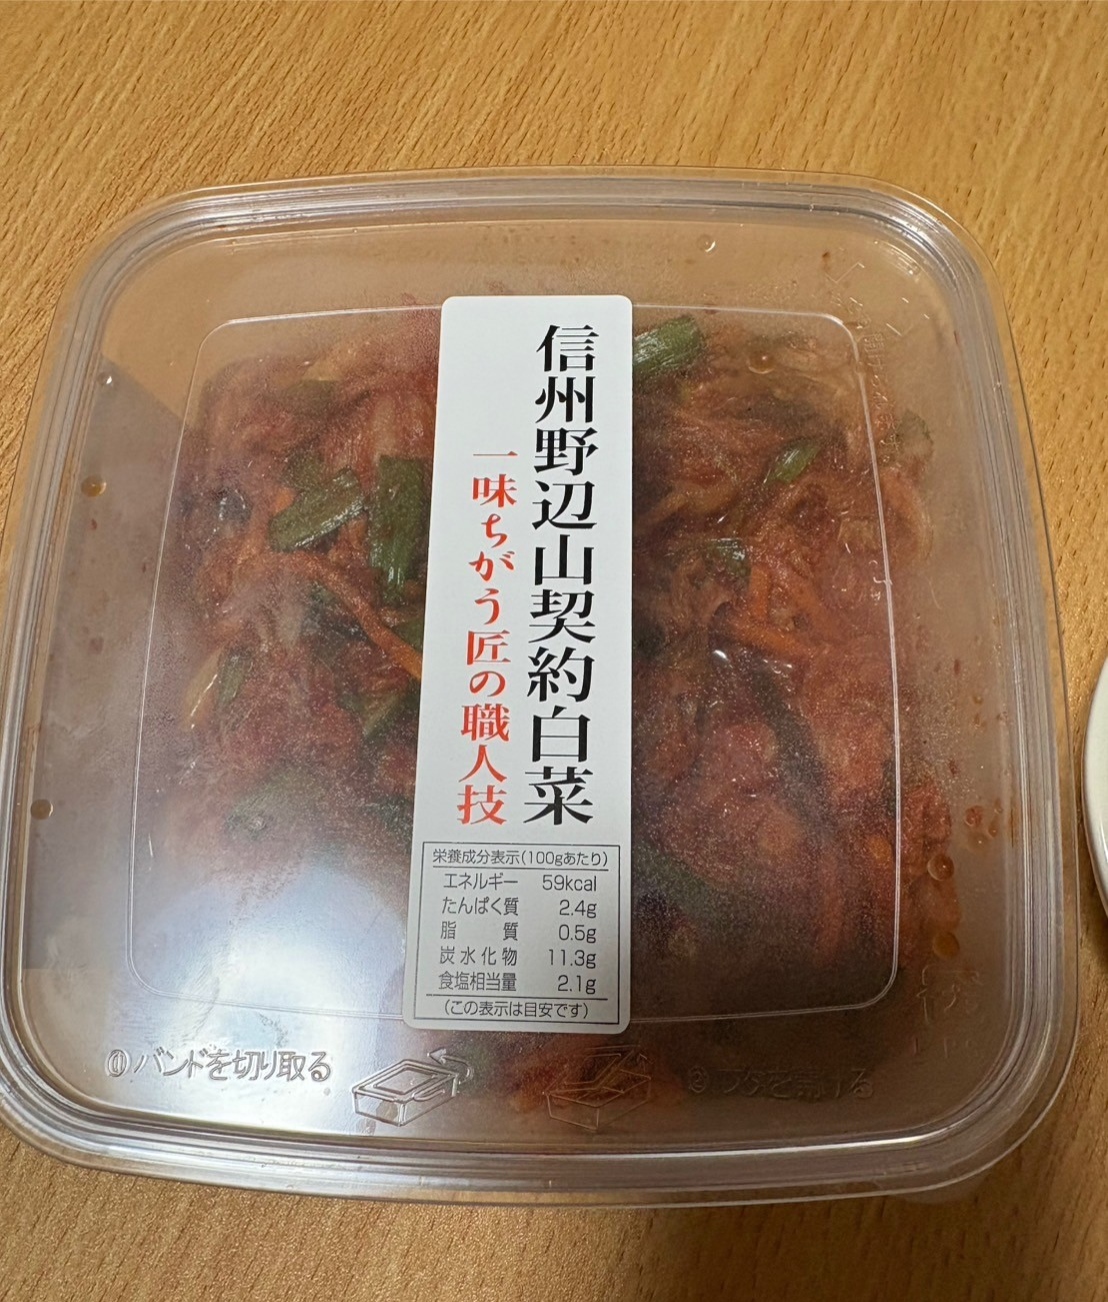 信州野辺山契約白菜
一味ちがう匠の職人技
栄養成分表示(100gあたり)
エネルギー 59kcal
たんぱく質 2.4g
脂質 0.5g
炭水化物 11.3g
食塩相当量 2.1g
(この表示は目安です)
①バンドを切り取る